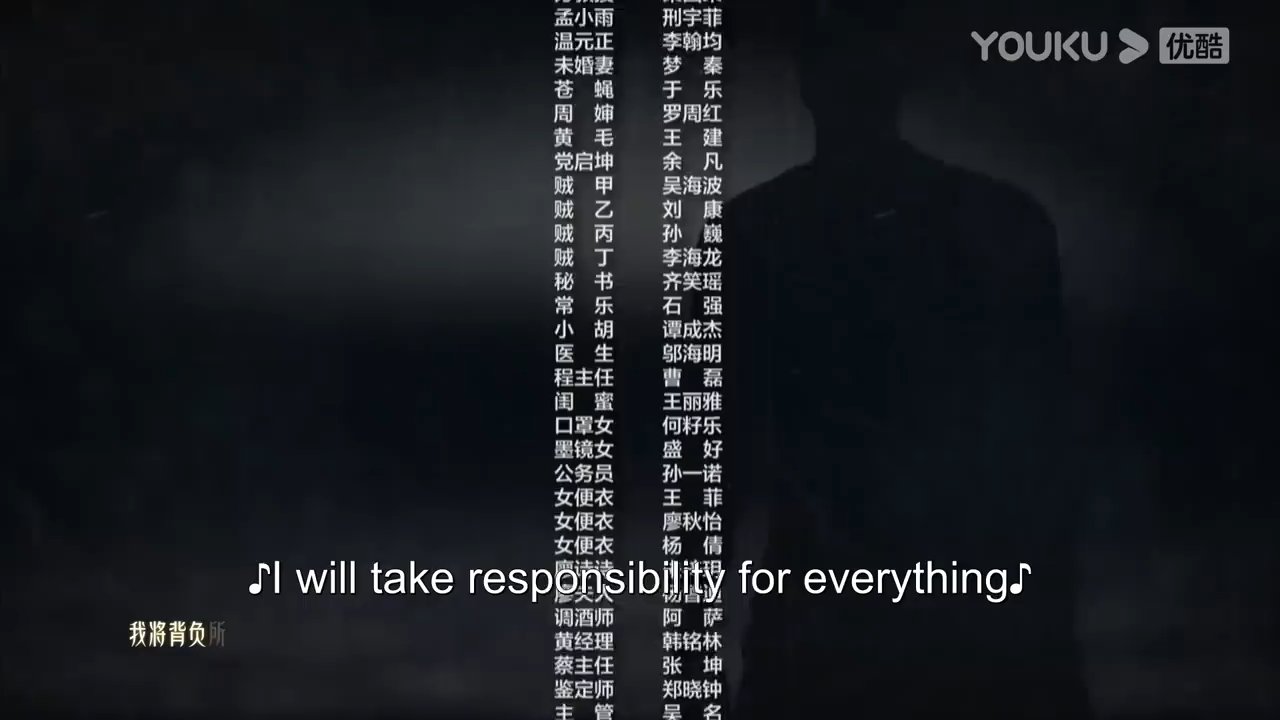 YOUKU 优酷
孟小雨 刑宇菲
温元正 李翰均
未婚妻 梦秦
苍蝇 于乐
周婶 罗周红
黄毛 王建
党启坤 余凡
贼甲 吴海波
贼乙 刘康
贼丙 孙巍
贼丁 李海龙
秘书 齐笑瑶
常乐 石强
小胡 谭成杰
医生 邬海明
程主任 曹磊
闺蜜 王丽雅
口罩女 何籽乐
墨镜女 盛好
公务员 孙一诺
女便衣 王菲
女便衣 廖秋怡
女便衣 杨倩
♪I will take responsibility for everything♪
调酒师 阿萨
我将背负所
黄经理 韩铭林
蔡主任 张坤
鉴定师 郑晓钟
主管 吴名